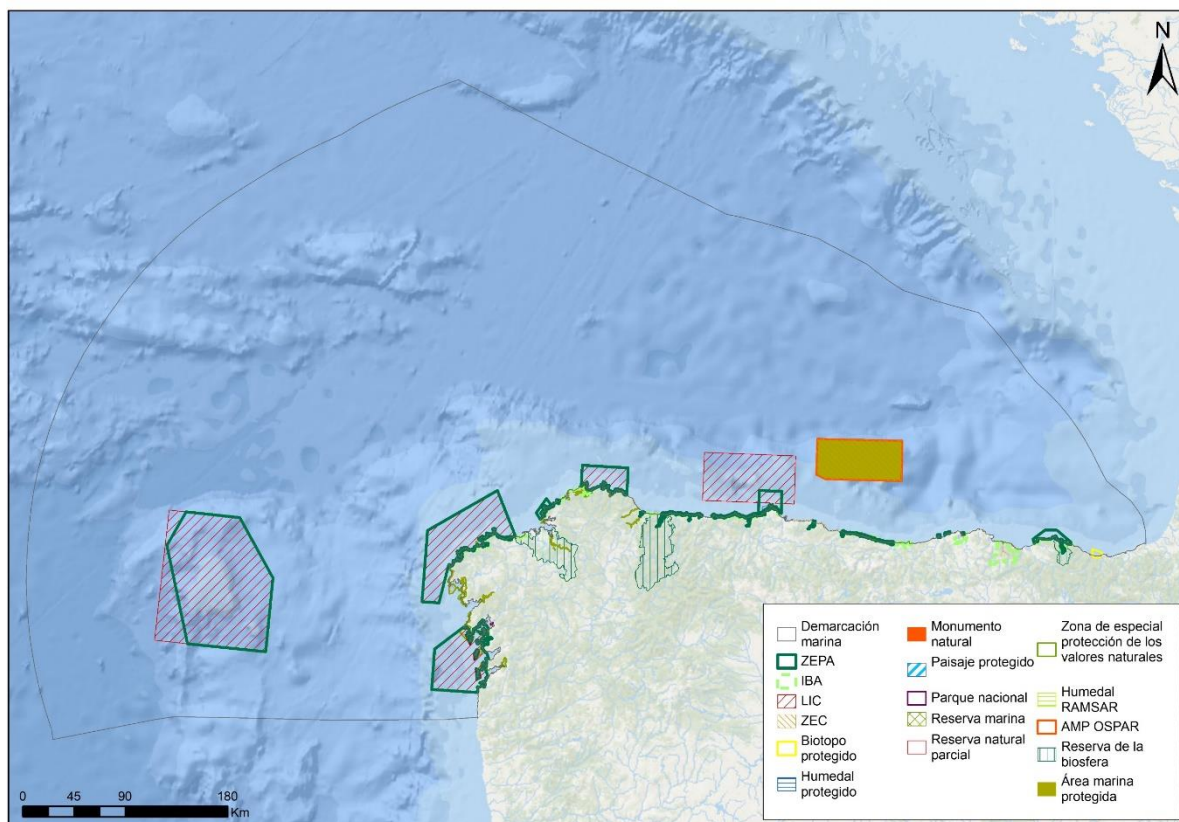 N
Demarcación
marina
ZEPA
IBA
LIC
ZEC
Biotopo
protegido
Humedal
protegido
Monumento
natural
Paisaje protegido
Parque nacional
Reserva marina
Reserva natural
parcial
Zona de especial
protección de los
valores naturales
Humedal
RAMSAR
AMP OSPAR
Reserva de la
biosfera
Área marina
protegida
0 45 90 180
Km